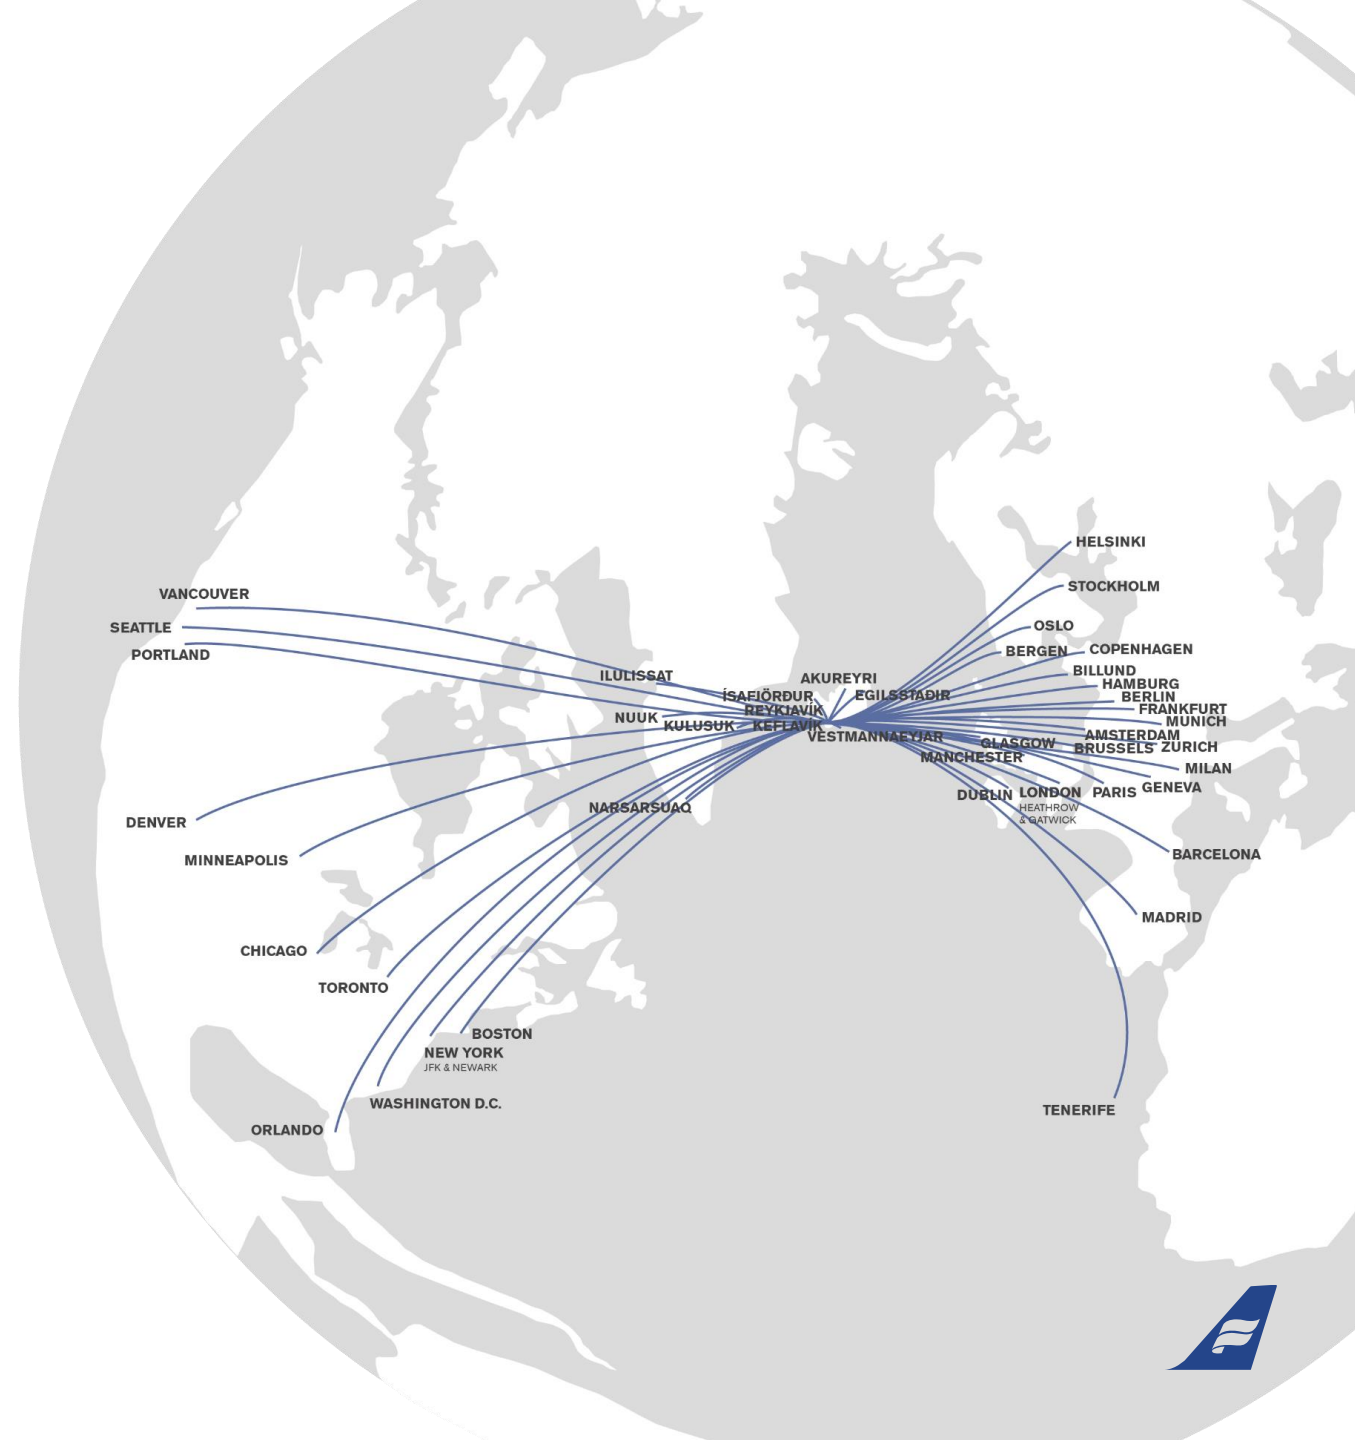 HELSINKI
STOCKHOLM
VANCOUVER
SEATTLE
OSLO
PORTLAND
BERGEN
COPENHAGEN
BILLUND
ILULISSAT
AKUREYRI
HAMBURG
ÍSAFJÖRÐUR
EGILSSTAÐIR
BERLIN
REYKJAVÍK
FRANKFURT
NUUK
KULUSUK
KEFLAVÍK
MUNICH
VESTMANNAEYJAR
AMSTERDAM
GLASGOW
BRUSSELS
ZURICH
MANCHESTER
MILAN
GENEVA
DUBLIN
LONDON
HEATHROW
& GATWICK
PARIS
NARSARSUAQ
DENVER
MINNEAPOLIS
BARCELONA
MADRID
CHICAGO
TORONTO
BOSTON
NEW YORK
JFK & NEWARK
WASHINGTON D.C.
TENERIFE
ORLANDO